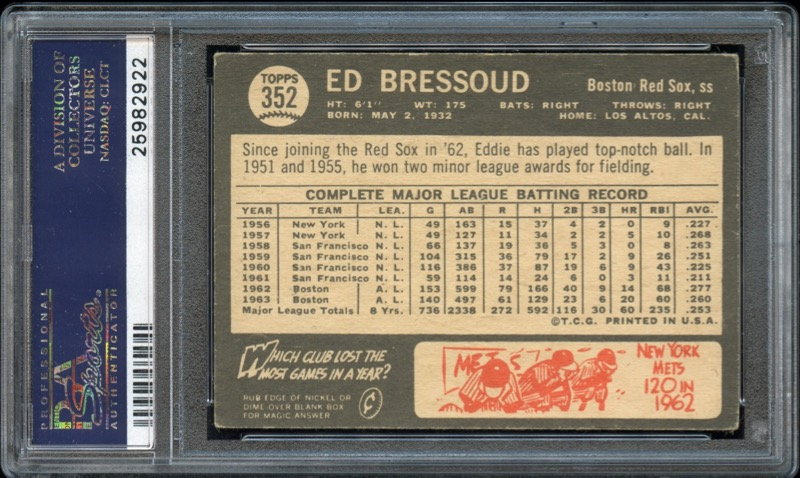 A DIVISION OF
COLLECTORS
UNIVERSE
NASDAQ: CLCT
25982922
PROFESSIONAL
PSA
Sports
AUTHENTICATOR
TOPPS
352
ED BRESSOUD
Boston Red Sox, SS
HT: 6'1" WT: 175 BATS: RIGHT THROWS: RIGHT
BORN: MAY 2, 1932 HOME: LOS ALTOS, CAL.
Since joining the Red Sox in '62, Eddie has played top-notch ball. In
1951 and 1955, he won two minor league awards for fielding.
COMPLETE MAJOR LEAGUE BATTING RECORD
YEAR TEAM LEA. G AB R H 2B 3B HR RBI AVG.
1956 New York N. L. 49 163 15 37 4 2 0 9 .227
1957 New York N. L. 49 127 11 34 2 2 5 10 .268
1958 San Francisco N. L. 66 137 19 36 5 3 0 8 .263
1959 San Francisco N. L. 104 315 36 79 17 2 9 26 .251
1960 San Francisco N. L. 116 386 37 87 19 6 9 43 .225
1961 San Francisco N. L. 59 114 14 24 6 0 3 11 .211
1962 Boston A. L. 153 599 79 166 40 9 14 68 .277
1963 Boston A. L. 140 497 61 129 23 6 20 60 .260
Major League Totals 8 Yrs. 736 2338 272 592 116 30 60 235 .253
©T.C.G. PRINTED IN U.S.A.
WHICH CLUB LOST THE
MOST GAMES IN A YEAR?
RUB EDGE OF NICKEL OR
DIME OVER BLANK BOX
FOR MAGIC ANSWER
METS
NEW YORK
METS
120 IN
1962